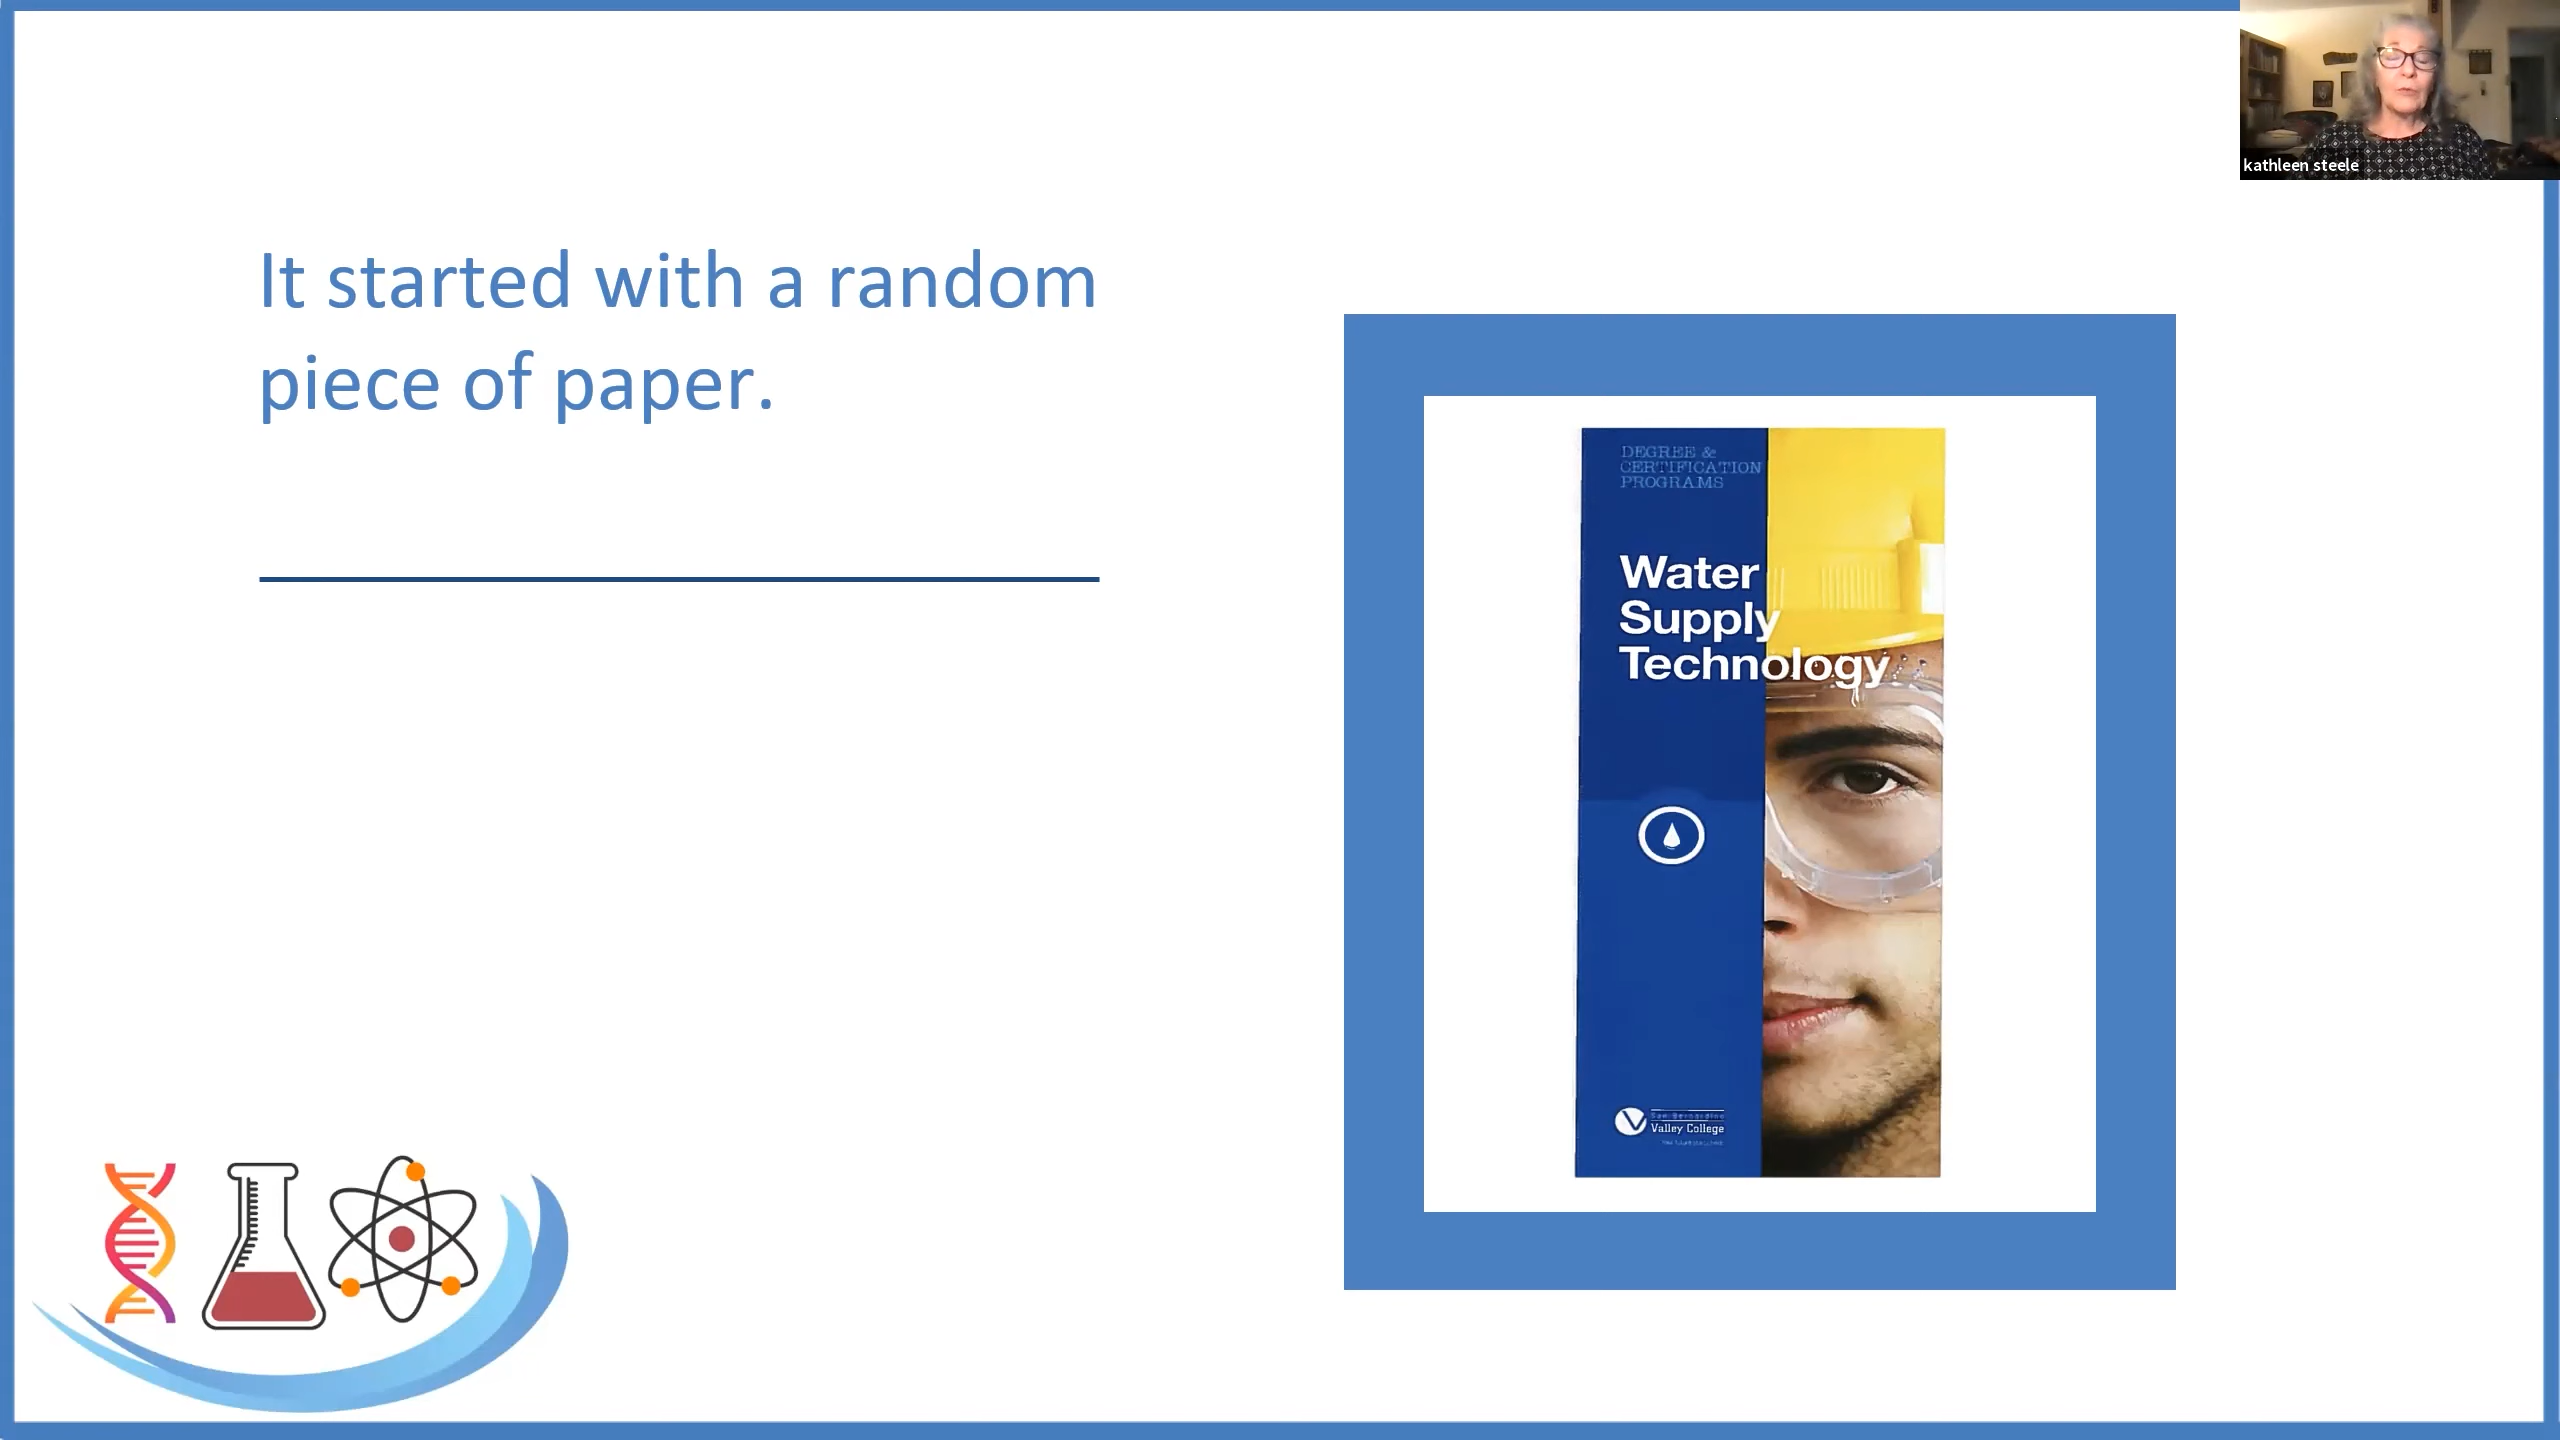 kathleen steele
It started with a random
piece of paper.
DEGREE &
CERTIFICATION
PROGRAMS
Water
Supply
Technology
San Bernardino
Valley College